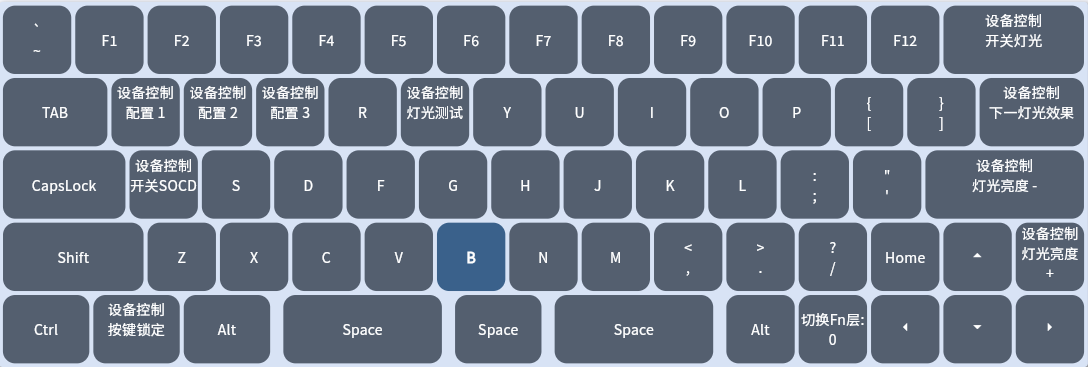 、
~
F1
F2
F3
F4
F5
F6
F7
F8
F9
F10
F11
F12
设备控制
开关灯光
TAB
设备控制
配置 1
设备控制
配置 2
设备控制
配置 3
R
设备控制
灯光测试
Y
U
I
O
P
{
[
}
]
设备控制
下一灯光效果
CapsLock
设备控制
开关SOCD
S
D
F
G
H
J
K
L
:
;
"
'
设备控制
灯光亮度 -
Shift
Z
X
C
V
B
N
M
<
,
>
.
?
/
Home
设备控制
灯光亮度
+
Ctrl
设备控制
按键锁定
Alt
Space
Space
Space
Alt
切换Fn层:
0